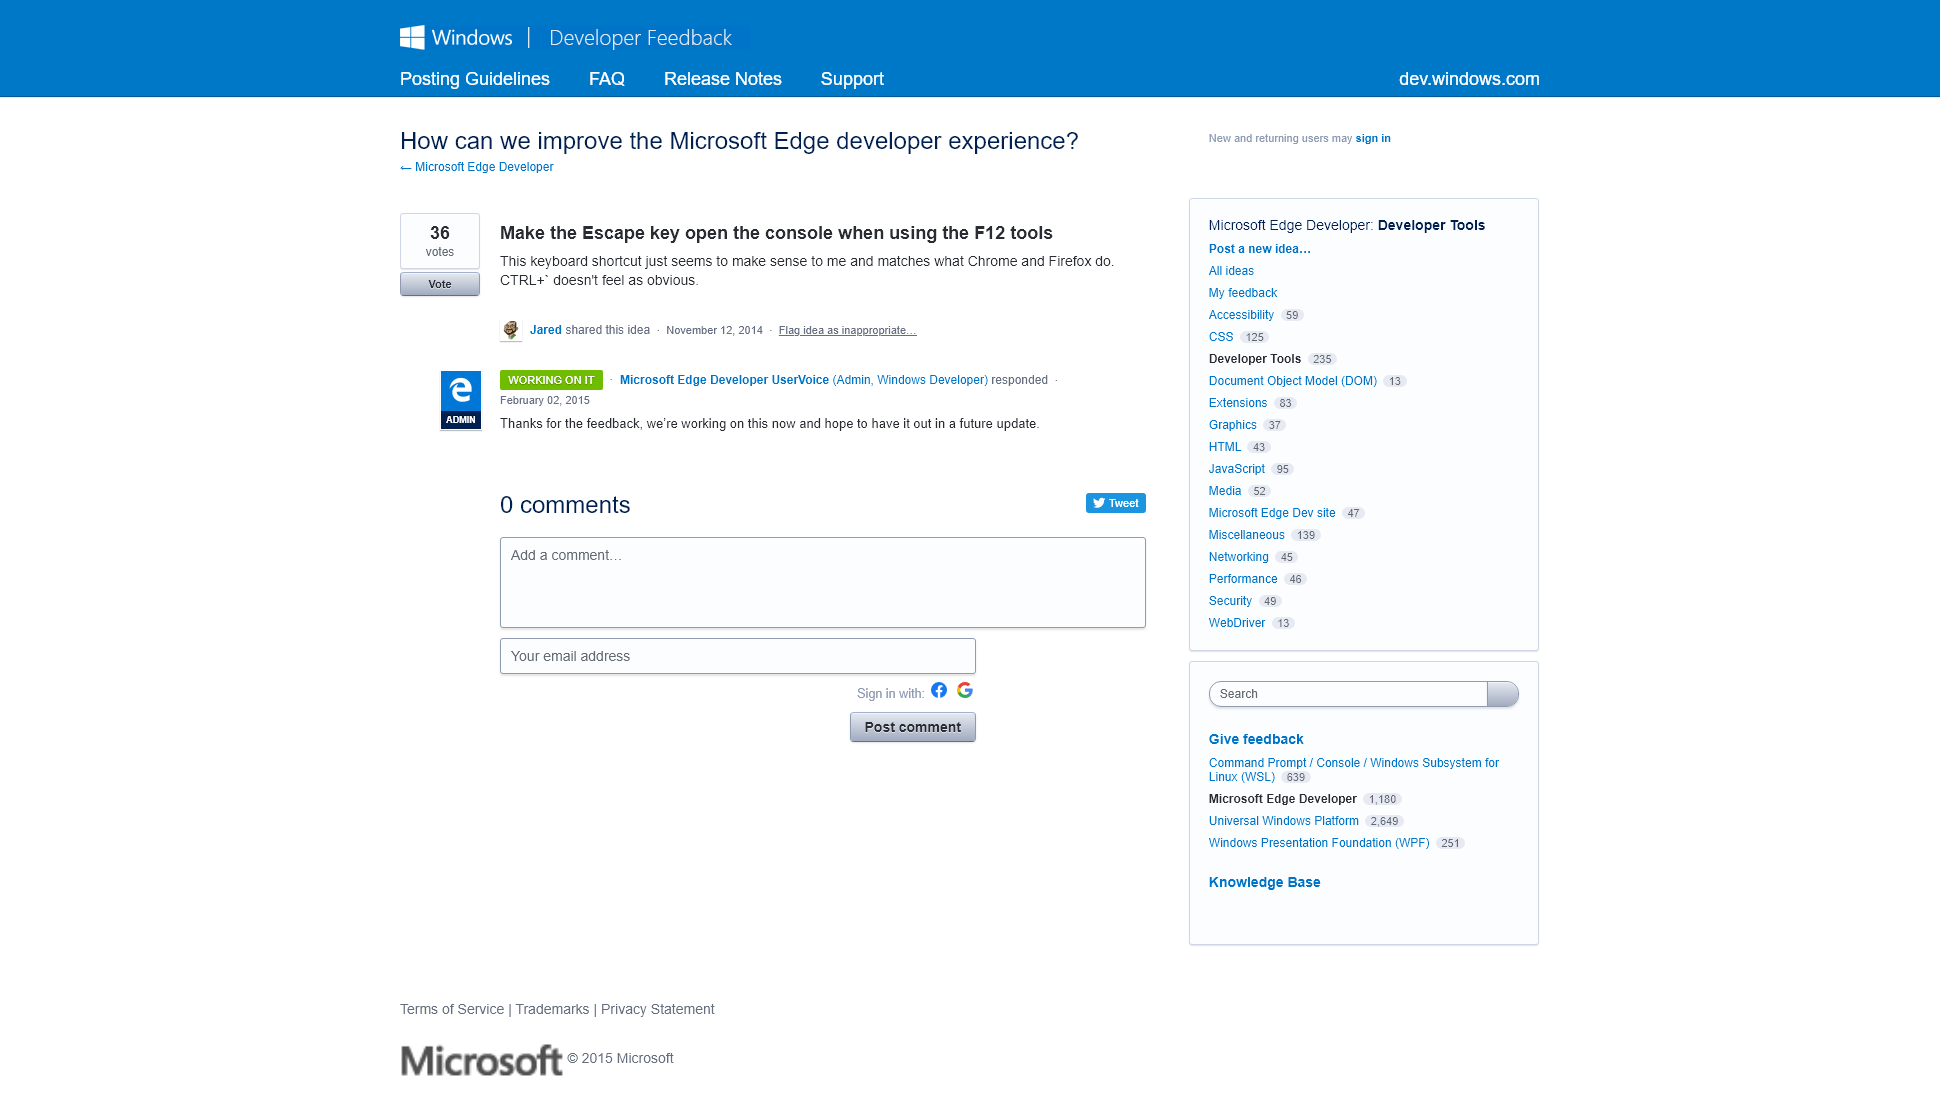 Windows | Developer Feedback
Posting Guidelines FAQ Release Notes Support dev.windows.com
How can we improve the Microsoft Edge developer experience?
← Microsoft Edge Developer
New and returning users may sign in
36
votes
Vote
Make the Escape key open the console when using the F12 tools
This keyboard shortcut just seems to make sense to me and matches what Chrome and Firefox do.
CTRL+` doesn't feel as obvious.
Jared shared this idea · November 12, 2014 · Flag idea as inappropriate…
ADMIN
WORKING ON IT · Microsoft Edge Developer UserVoice (Admin, Windows Developer) responded ·
February 02, 2015
Thanks for the feedback, we're working on this now and hope to have it out in a future update.
0 comments
Tweet
Add a comment…
Your email address
Sign in with:
Post comment
Microsoft Edge Developer: Developer Tools
Post a new idea…
All ideas
My feedback
Accessibility 59
CSS 125
Developer Tools 235
Document Object Model (DOM) 13
Extensions 83
Graphics 37
HTML 43
JavaScript 95
Media 52
Microsoft Edge Dev site 47
Miscellaneous 139
Networking 45
Performance 46
Security 49
WebDriver 13
Search
Give feedback
Command Prompt / Console / Windows Subsystem for
Linux (WSL) 639
Microsoft Edge Developer 1,180
Universal Windows Platform 2,649
Windows Presentation Foundation (WPF) 251
Knowledge Base
Terms of Service | Trademarks | Privacy Statement
Microsoft © 2015 Microsoft